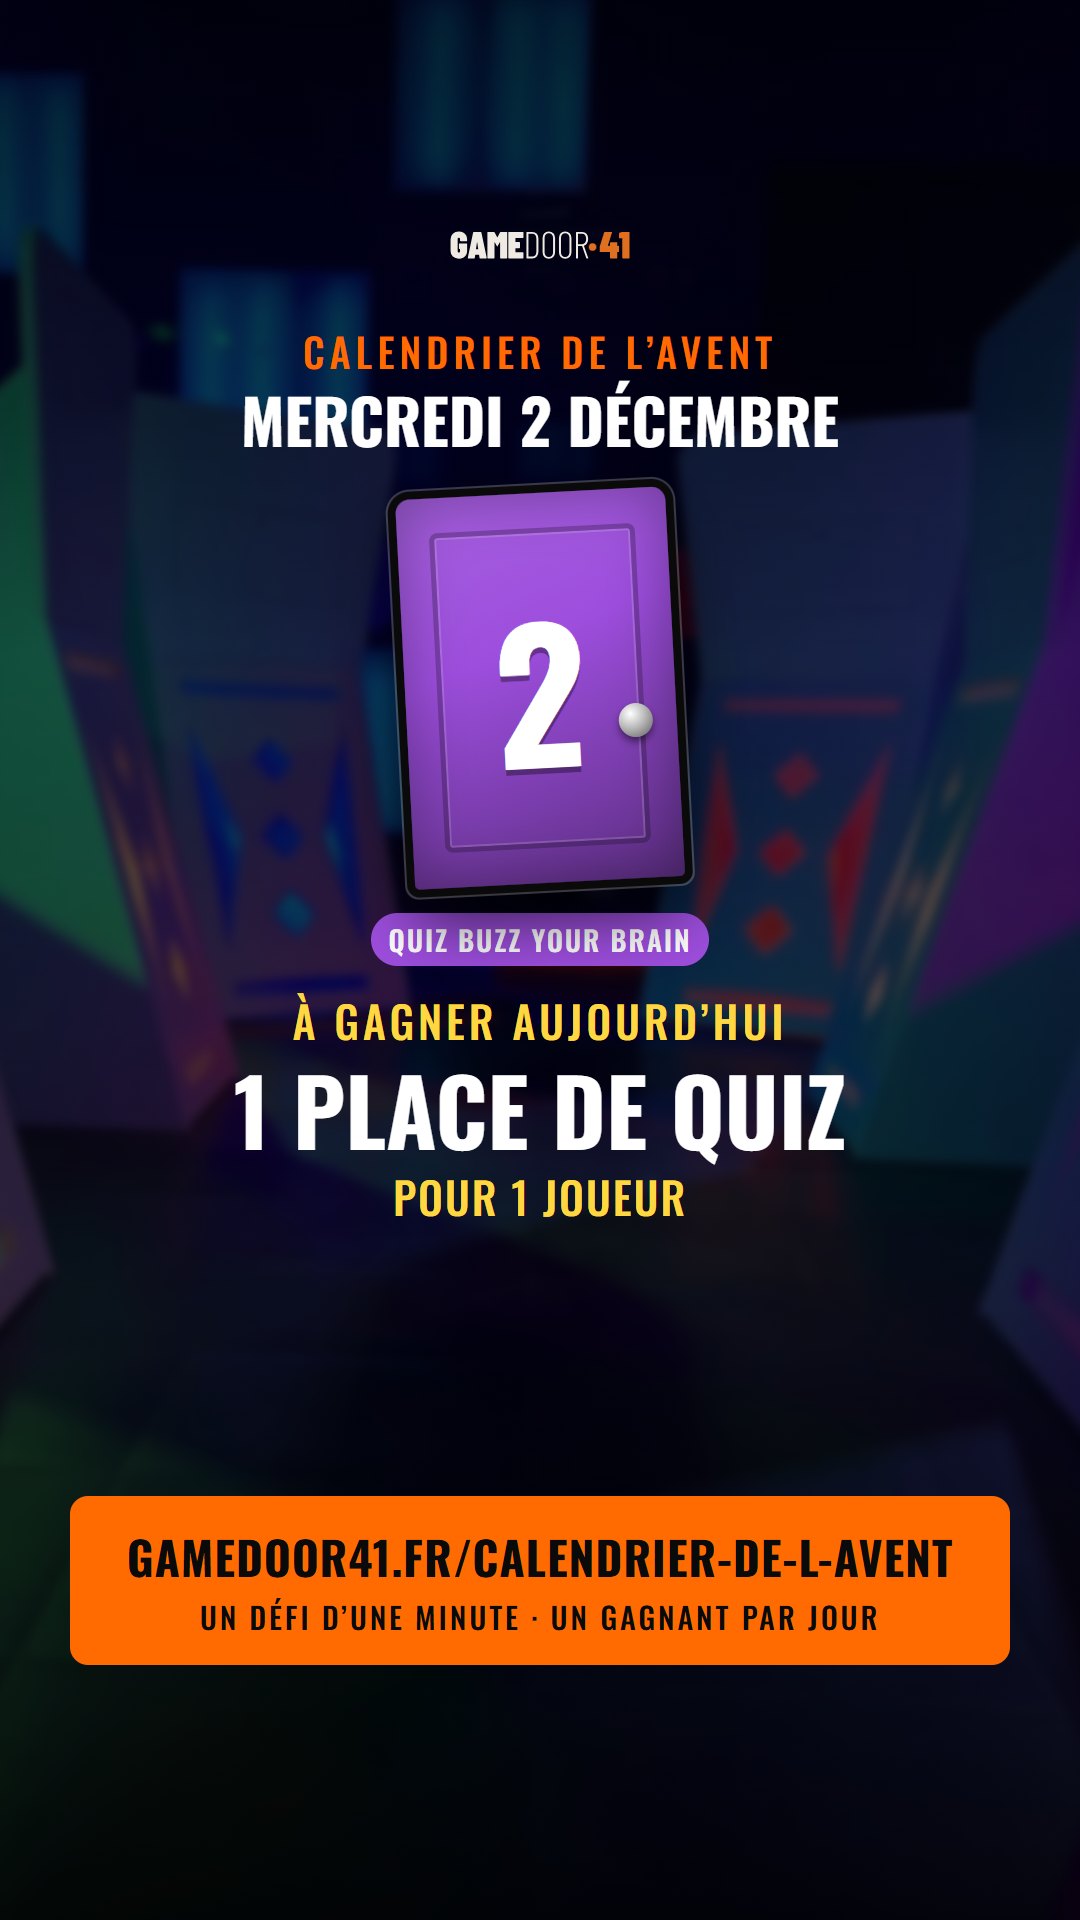 GAMEDOOR·41
CALENDRIER DE L’AVENT
MERCREDI 2 DÉCEMBRE
2
QUIZ BUZZ YOUR BRAIN
À GAGNER AUJOURD’HUI
1 PLACE DE QUIZ
POUR 1 JOUEUR
GAMEDOOR41.FR/CALENDRIER-DE-L-AVENT
UN DÉFI D’UNE MINUTE · UN GAGNANT PAR JOUR